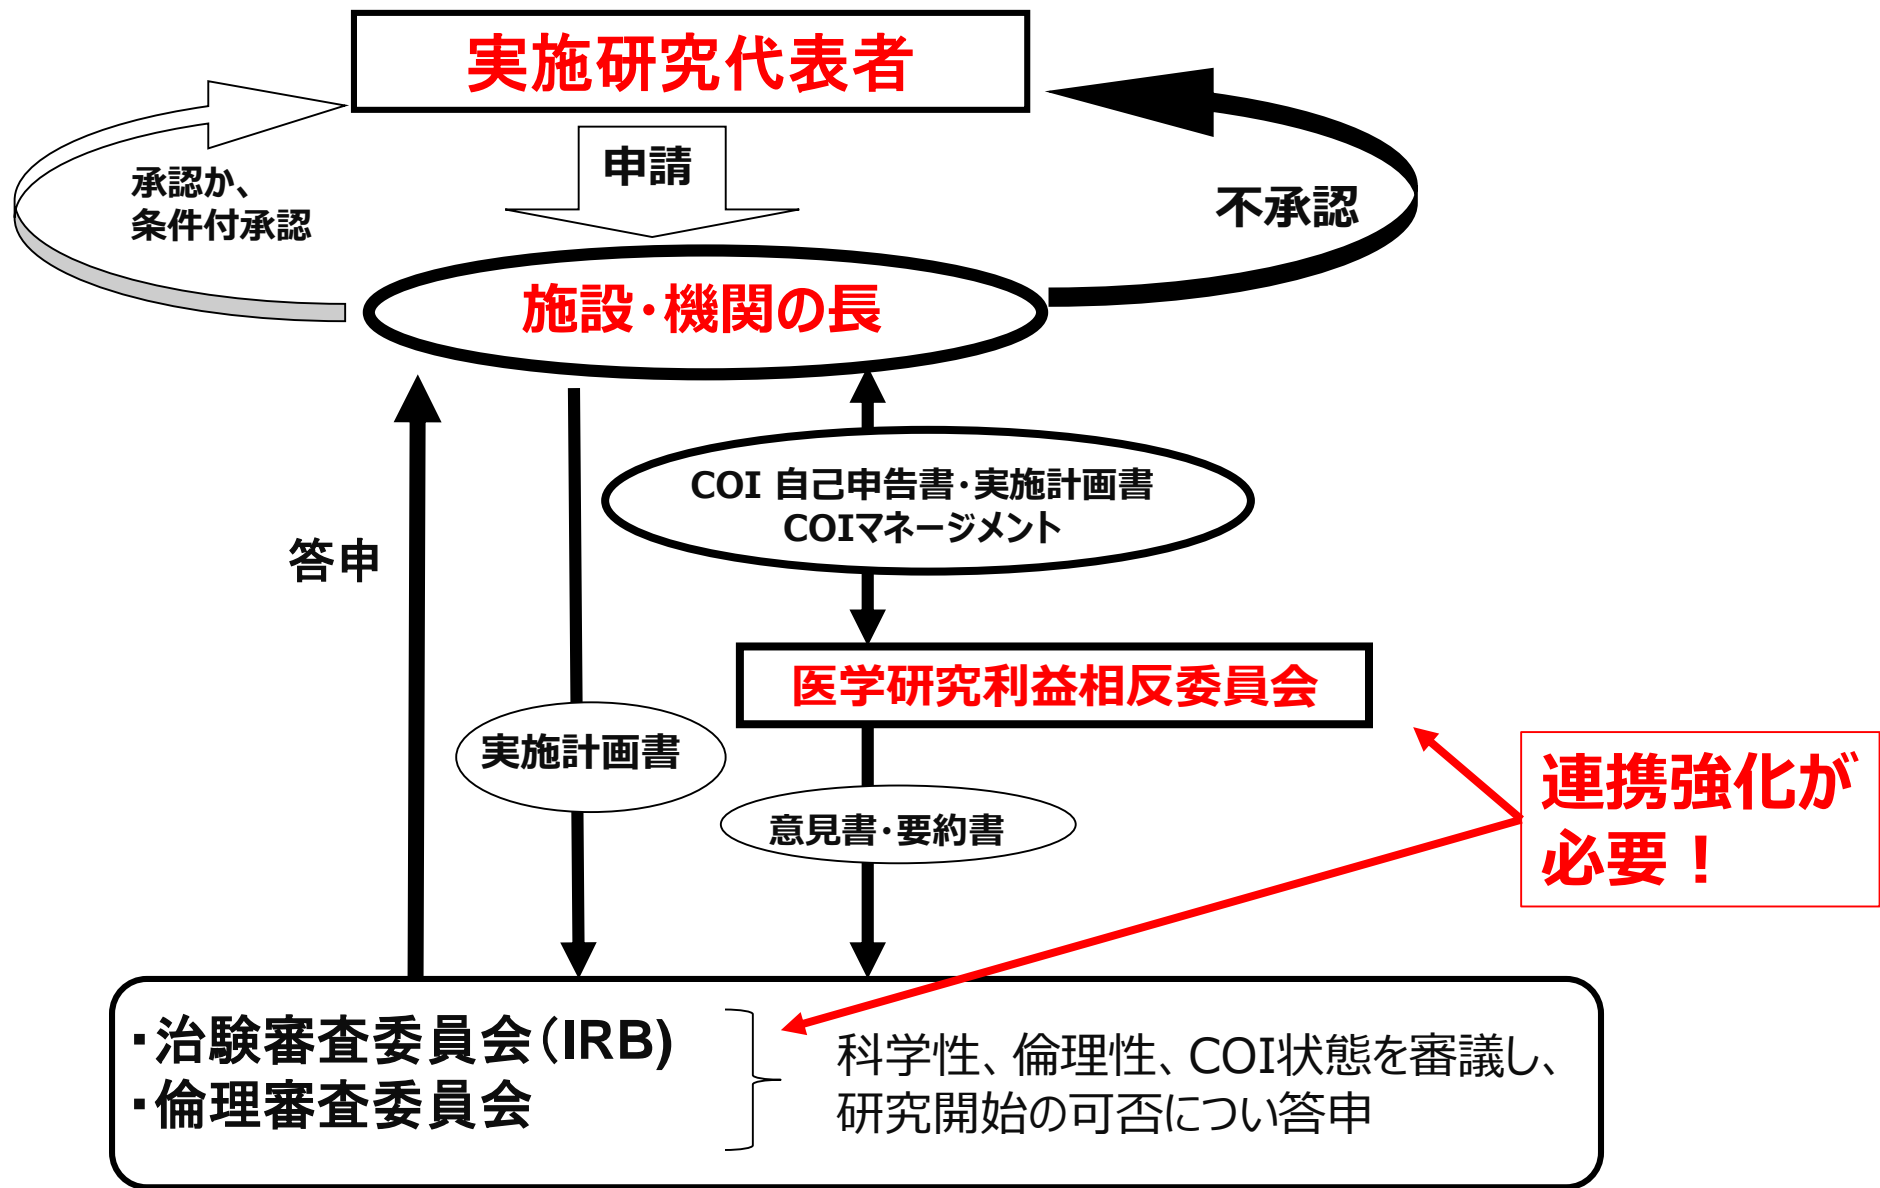 実施研究代表者
申請
承認か、
条件付承認
不承認
施設・機関の長
COI 自己申告書・実施計画書
COIマネージメント
答申
医学研究利益相反委員会
実施計画書
意見書・要約書
連携強化が
必要！
・治験審査委員会（IRB)
・倫理審査委員会
科学性、倫理性、COI状態を審議し、
研究開始の可否につい答申